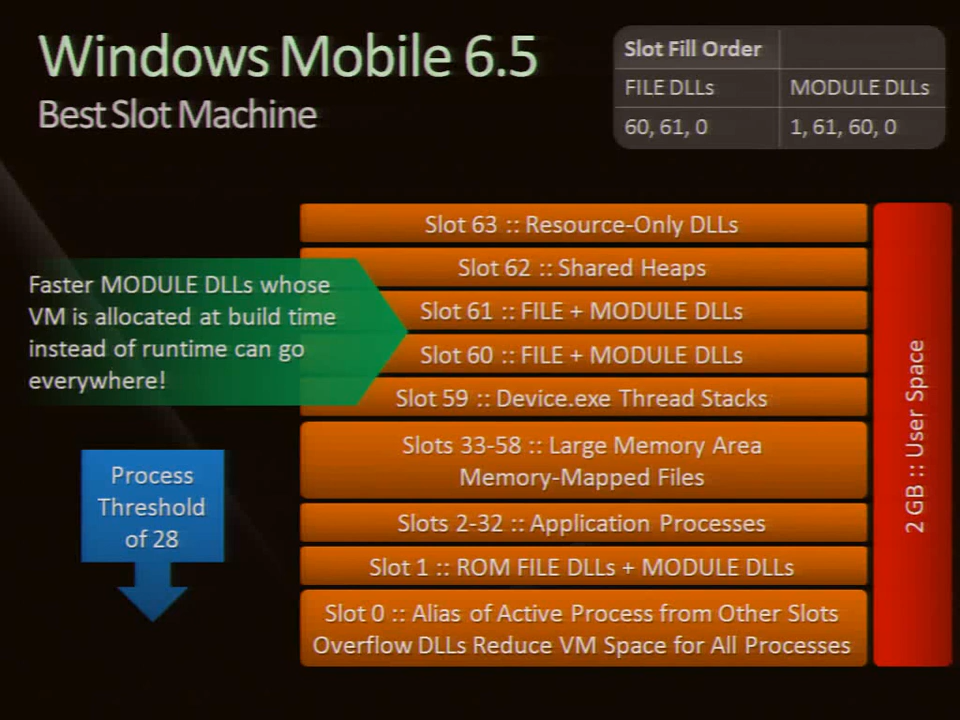 Windows Mobile 6.5
Best Slot Machine
Slot Fill Order
FILE DLLs MODULE DLLs
60, 61, 0 1, 61, 60, 0
Slot 63 :: Resource-Only DLLs
Slot 62 :: Shared Heaps
Slot 61 :: FILE + MODULE DLLs
Slot 60 :: FILE + MODULE DLLs
Slot 59 :: Device.exe Thread Stacks
Slots 33-58 :: Large Memory Area
Memory-Mapped Files
Slots 2-32 :: Application Processes
Slot 1 :: ROM FILE DLLs + MODULE DLLs
Slot 0 :: Alias of Active Process from Other Slots
Overflow DLLs Reduce VM Space for All Processes
Faster MODULE DLLs whose
VM is allocated at build time
instead of runtime can go
everywhere!
Process
Threshold
of 28
2 GB :: User Space